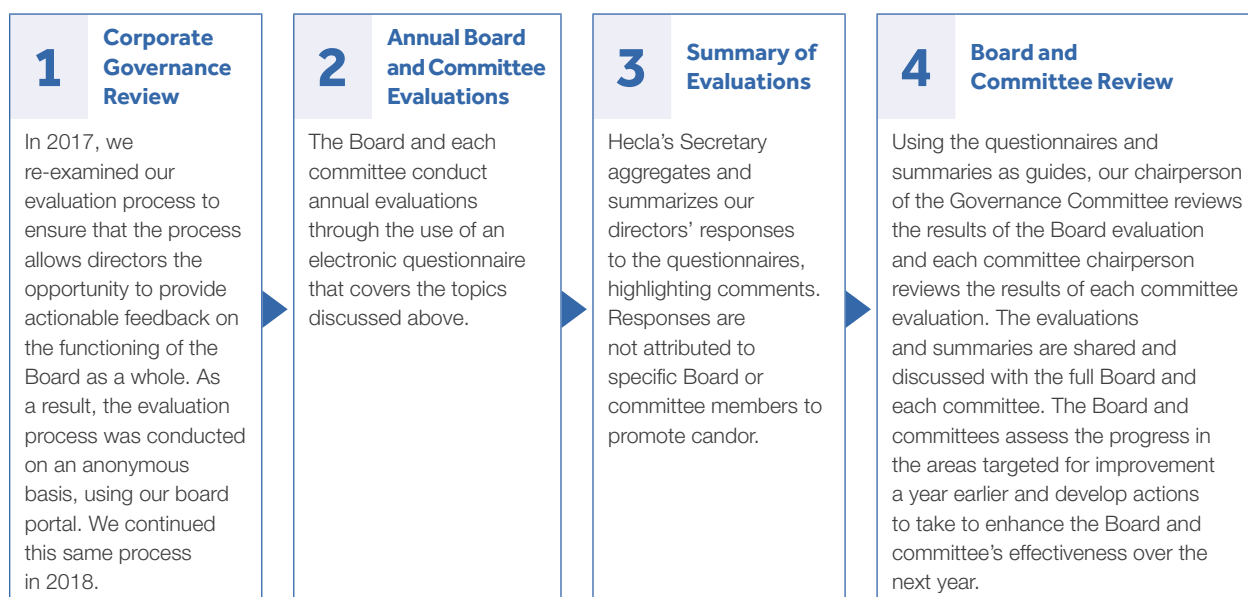 1
Corporate
Governance
Review
In 2017, we
re-examined our
evaluation process to
ensure that the process
allows directors the
opportunity to provide
actionable feedback on
the functioning of the
Board as a whole. As
a result, the evaluation
process was conducted
on an anonymous
basis, using our board
portal. We continued
this same process
in 2018.
2
Annual Board
and Committee
Evaluations
The Board and each
committee conduct
annual evaluations
through the use of an
electronic questionnaire
that covers the topics
discussed above.
3
Summary of
Evaluations
Hecla’s Secretary
aggregates and
summarizes our
directors’ responses
to the questionnaires,
highlighting comments.
Responses are
not attributed to
specific Board or
committee members to
promote candor.
4
Board and
Committee Review
Using the questionnaires and
summaries as guides, our chairperson
of the Governance Committee reviews
the results of the Board evaluation
and each committee chairperson
reviews the results of each committee
evaluation. The evaluations
and summaries are shared and
discussed with the full Board and
each committee. The Board and
committees assess the progress in
the areas targeted for improvement
a year earlier and develop actions
to take to enhance the Board and
committee’s effectiveness over the
next year.